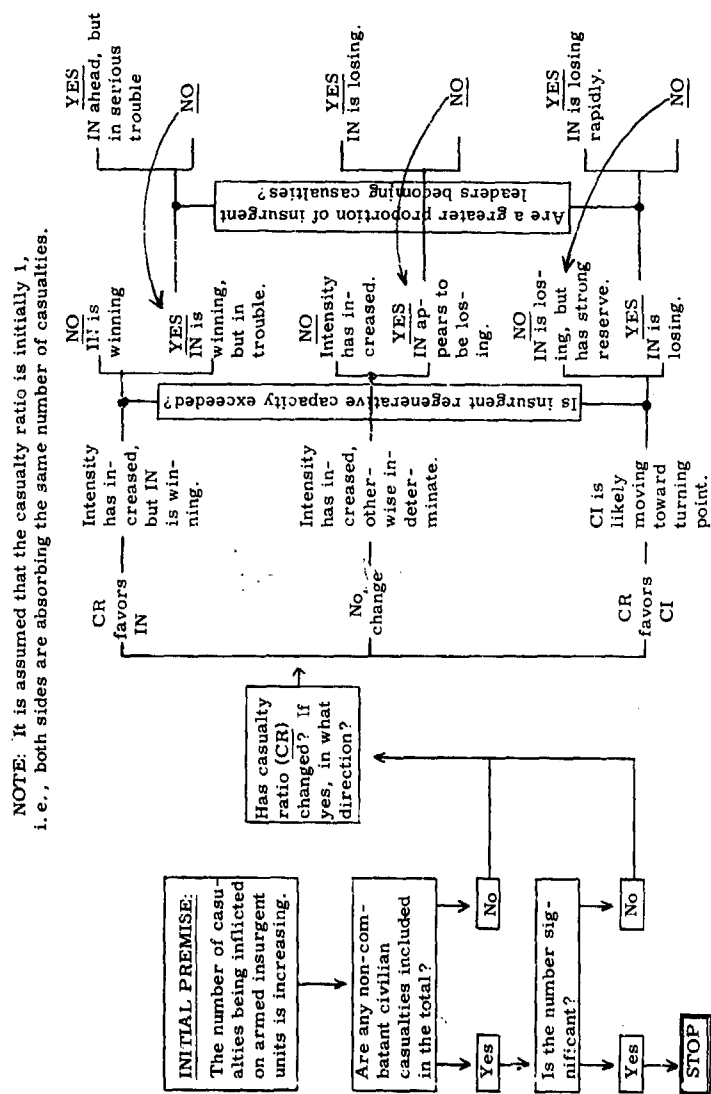 NOTE: It is assumed that the casualty ratio is initially 1,
i.e., both sides are absorbing the same number of casualties.
INITIAL PREMISE:
The number of casu-
alties being inflicted
on armed insurgent
units is increasing.
Are any non-com-
batant civilian
casualties included
in the total?
Yes
No
Is the number sig-
nificant?
Yes
No
STOP
Has casualty
ratio (CR)
changed? If
yes, in what
direction?
CR
favors
IN
No
change
CR
favors
CI
Intensity
has in-
creased,
but IN
is win-
ning.
Intensity
has in-
creased,
other-
wise in-
deter-
minate.
CI is
likely
moving
toward
turning
point.
Is insurgent regenerative capacity exceeded?
NO
IN is
winning
YES
IN is
winning,
but in
trouble.
NO
Intensity
has in-
creased.
YES
IN ap-
pears to
be los-
ing.
NO
IN is los-
ing, but
has strong
reserve.
YES
IN is
losing.
Are a greater proportion of insurgent
leaders becoming casualties?
YES
IN ahead, but
in serious
trouble
NO
YES
IN is losing.
NO
YES
IN is losing
rapidly.
NO